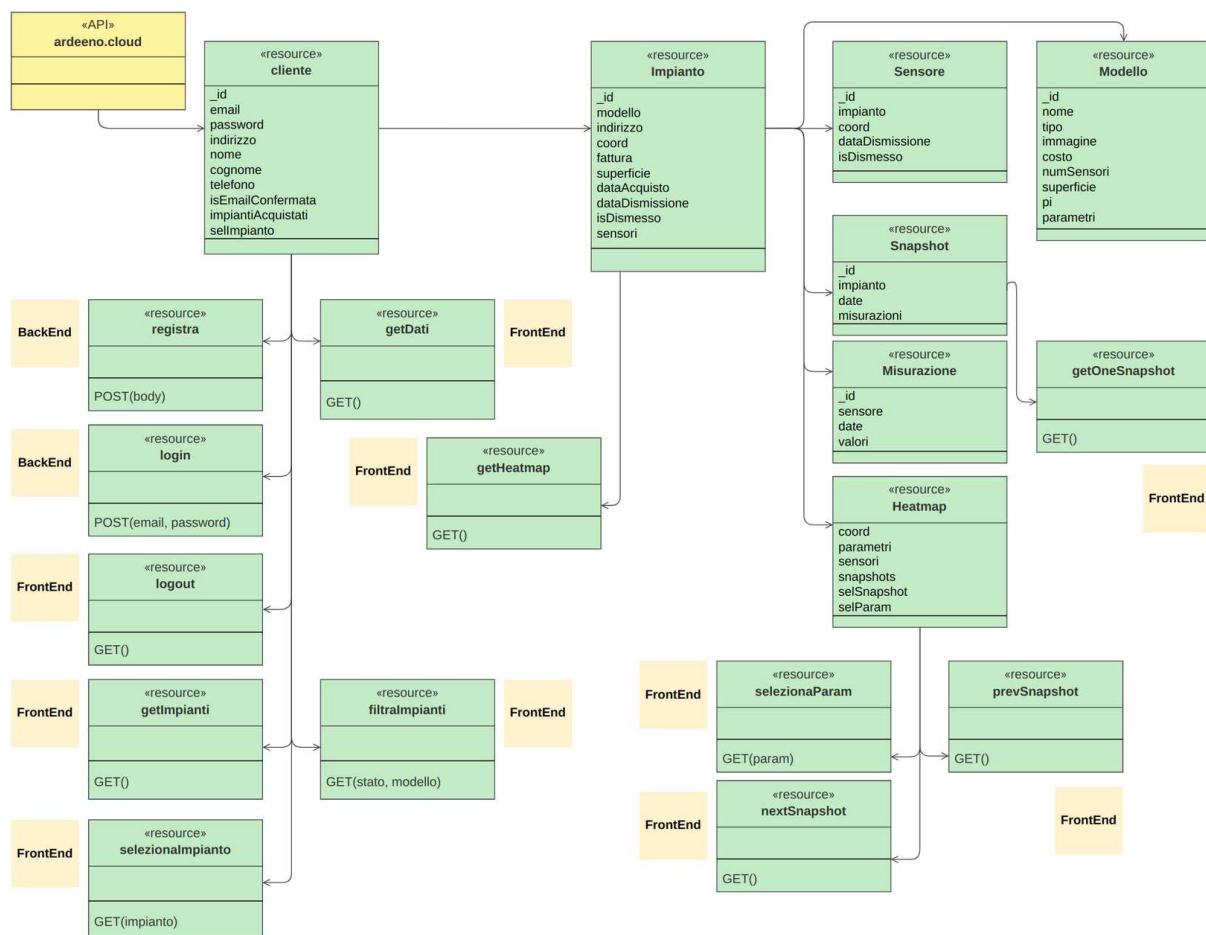 «API»
ardeeno.cloud
«resource»
cliente
_id
email
password
indirizzo
nome
cognome
telefono
isEmailConfermata
impiantiAcquistati
selImpianto
«resource»
Impianto
_id
modello
indirizzo
coord
fattura
superficie
dataAcquisto
dataDismissione
isDismesso
sensori
«resource»
Sensore
_id
impianto
coord
dataDismissione
isDismesso
«resource»
Modello
_id
nome
tipo
immagine
costo
numSensori
superficie
pi
parametri
«resource»
Snapshot
_id
impianto
date
misurazioni
BackEnd
«resource»
registra
POST(body)
«resource»
getDati
GET()
FrontEnd
«resource»
Misurazione
_id
sensore
date
valori
«resource»
getOneSnapshot
GET()
FrontEnd
BackEnd
«resource»
login
POST(email, password)
FrontEnd
«resource»
getHeatmap
GET()
«resource»
Heatmap
coord
parametri
sensori
snapshots
selSnapshot
selParam
FrontEnd
«resource»
logout
GET()
FrontEnd
«resource»
getImpianti
GET()
«resource»
filtraImpianti
GET(stato, modello)
FrontEnd
FrontEnd
«resource»
selezionaParam
GET(param)
«resource»
prevSnapshot
GET()
FrontEnd
FrontEnd
«resource»
nextSnapshot
GET()
FrontEnd
«resource»
selezionaImpianto
GET(impianto)